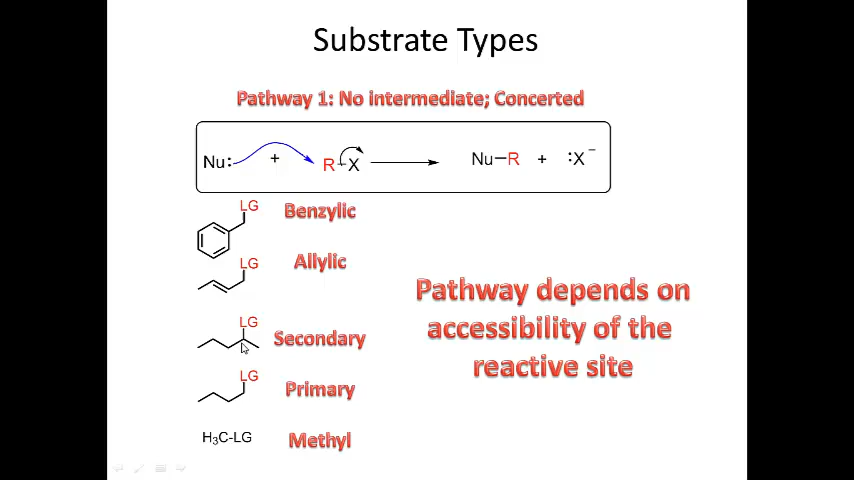 Substrate Types
Pathway 1: No intermediate; Concerted
Nu: + R–X Nu–R + :X⁻
LG Benzylic
LG Allylic
LG Secondary
LG Primary
H₃C-LG Methyl
Pathway depends on
accessibility of the
reactive site